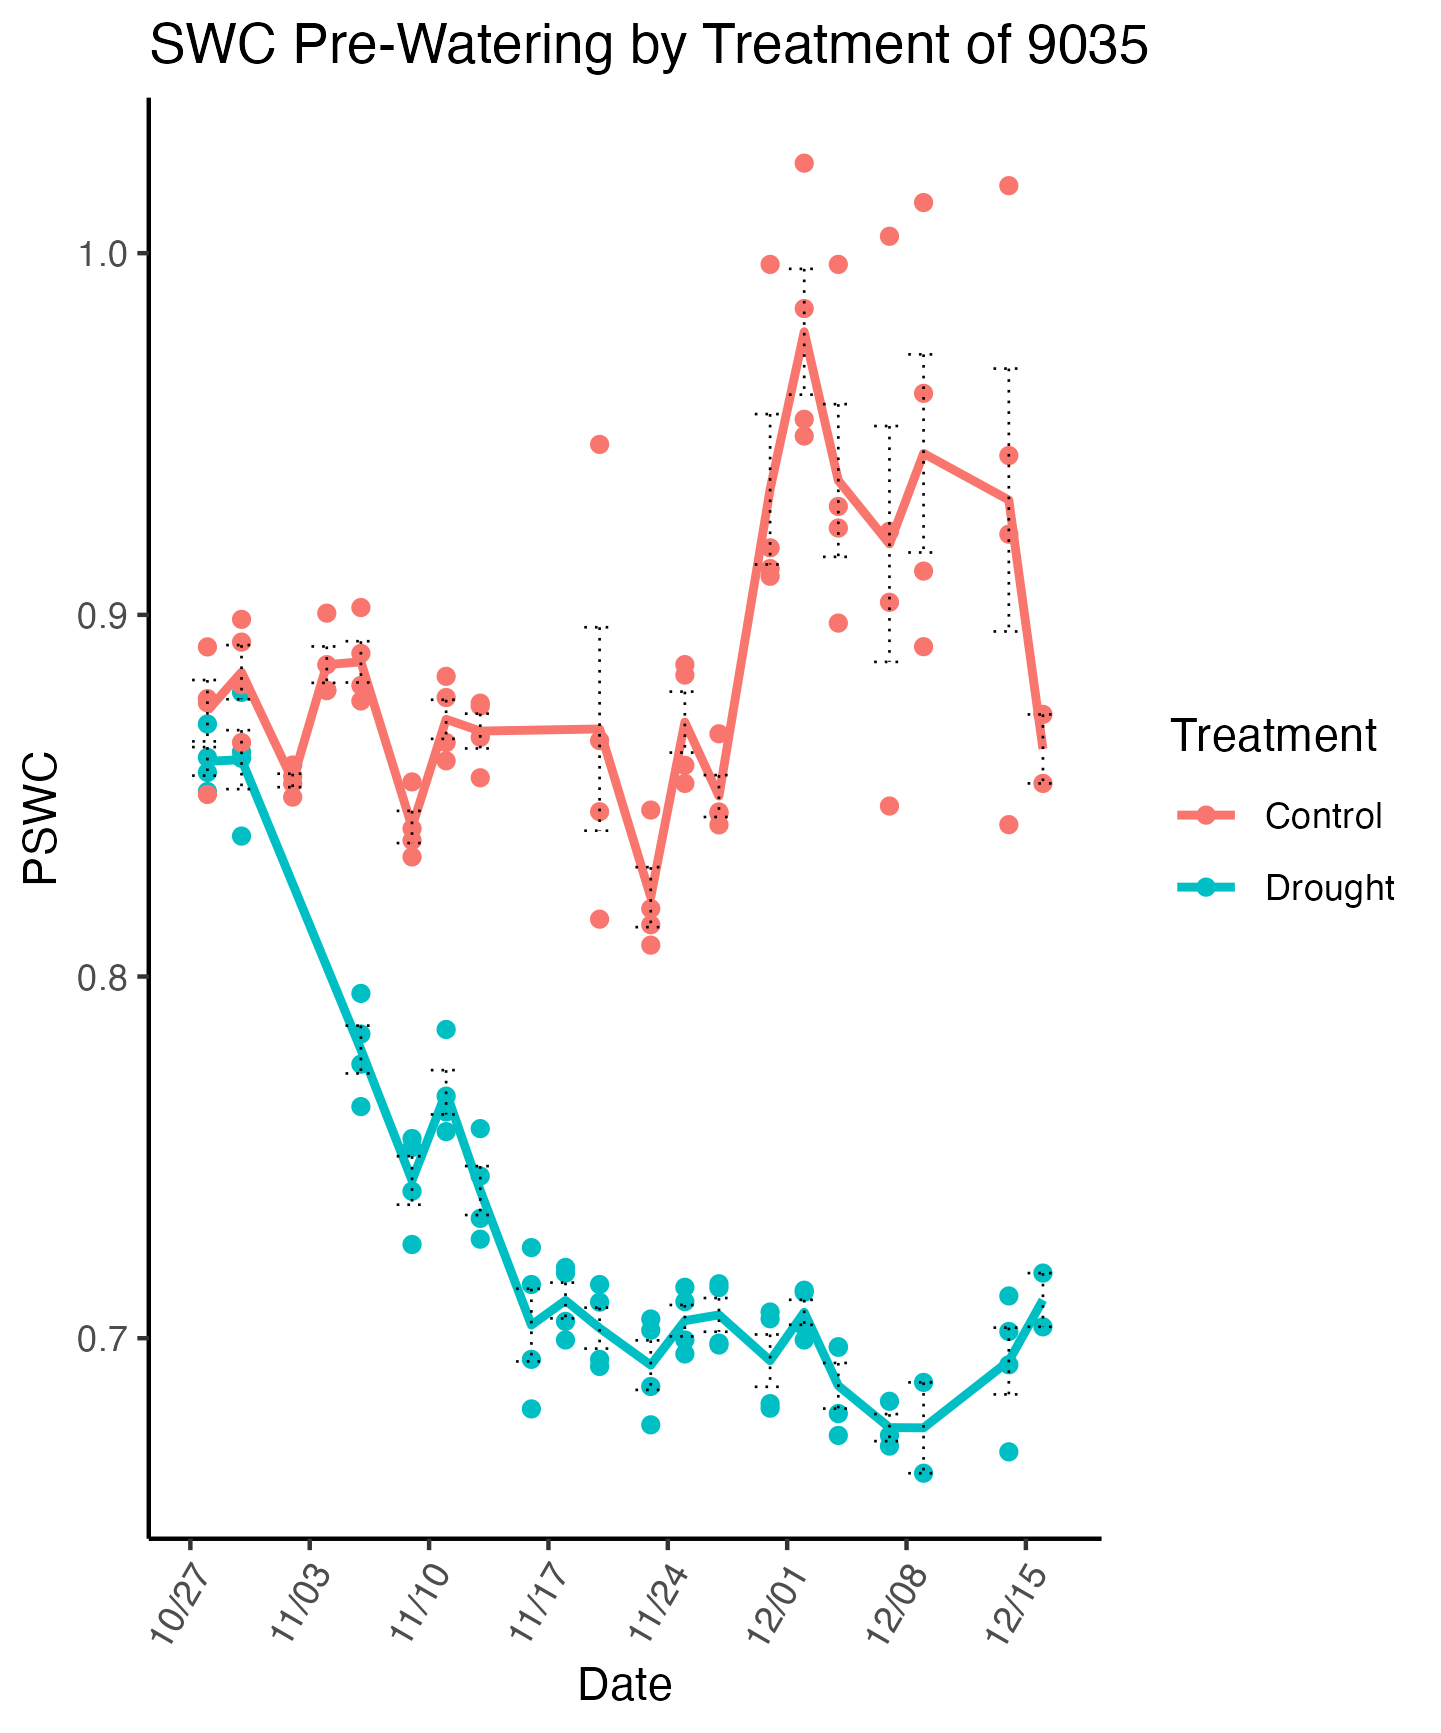 SWC Pre-Watering by Treatment of 9035
PSWC
1.0
0.9
0.8
0.7
10/27
11/03
11/10
11/17
11/24
12/01
12/08
12/15
Date
Treatment
Control
Drought